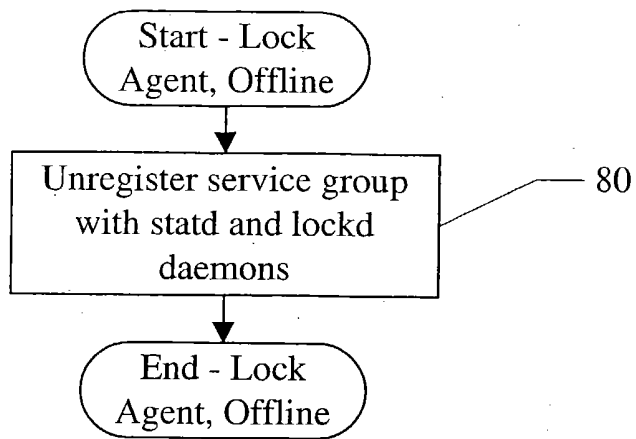 Start - Lock
Agent, Offline
Unregister service group
with statd and lockd
daemons
80
End - Lock
Agent, Offline